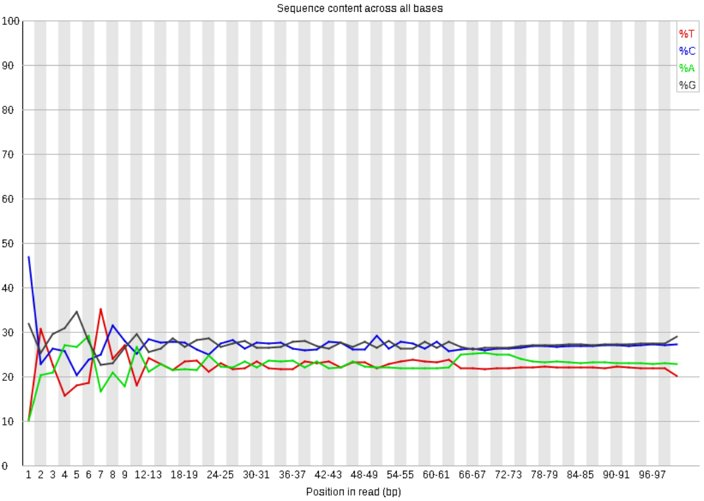 Sequence content across all bases
100
90
80
70
60
50
40
30
20
10
0
%T
%C
%A
%G
1 2 3 4 5 6 7 8 9 12-13 18-19 24-25 30-31 36-37 42-43 48-49 54-55 60-61 66-67 72-73 78-79 84-85 90-91 96-97
Position in read (bp)